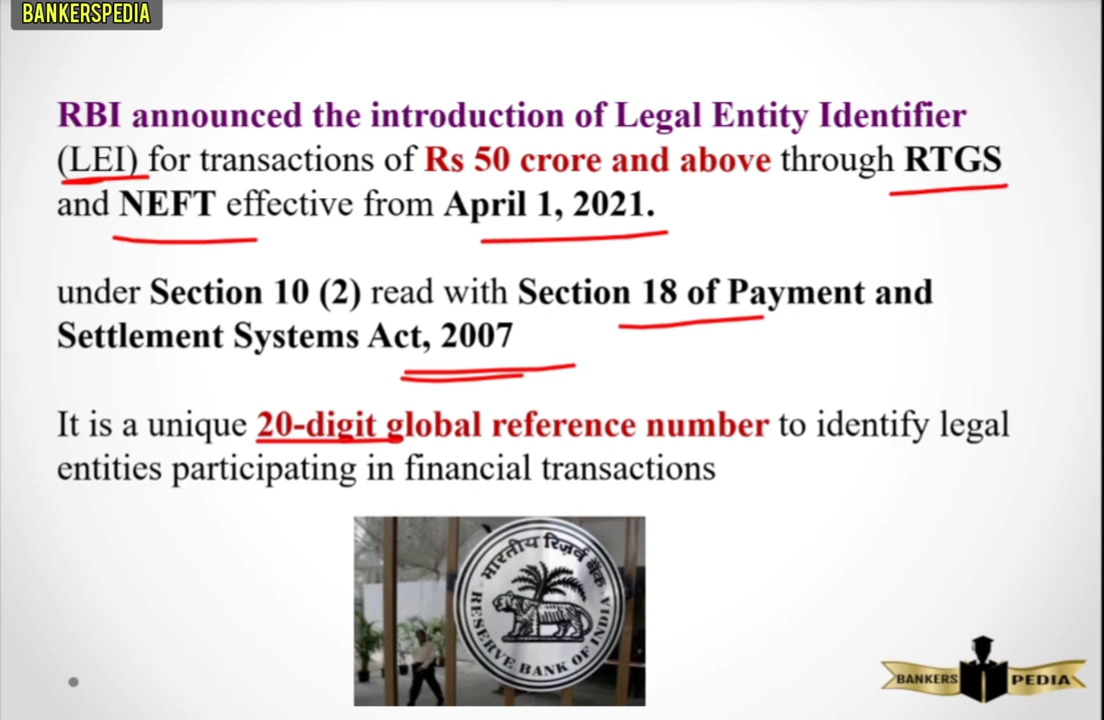 BANKERSPEDIA
RBI announced the introduction of Legal Entity Identifier
(LEI) for transactions of Rs 50 crore and above through RTGS
and NEFT effective from April 1, 2021.
under Section 10 (2) read with Section 18 of Payment and
Settlement Systems Act, 2007
It is a unique 20-digit global reference number to identify legal
entities participating in financial transactions
भारतीय रिज़र्व बैंक
RESERVE BANK OF INDIA
BANKERS PEDIA